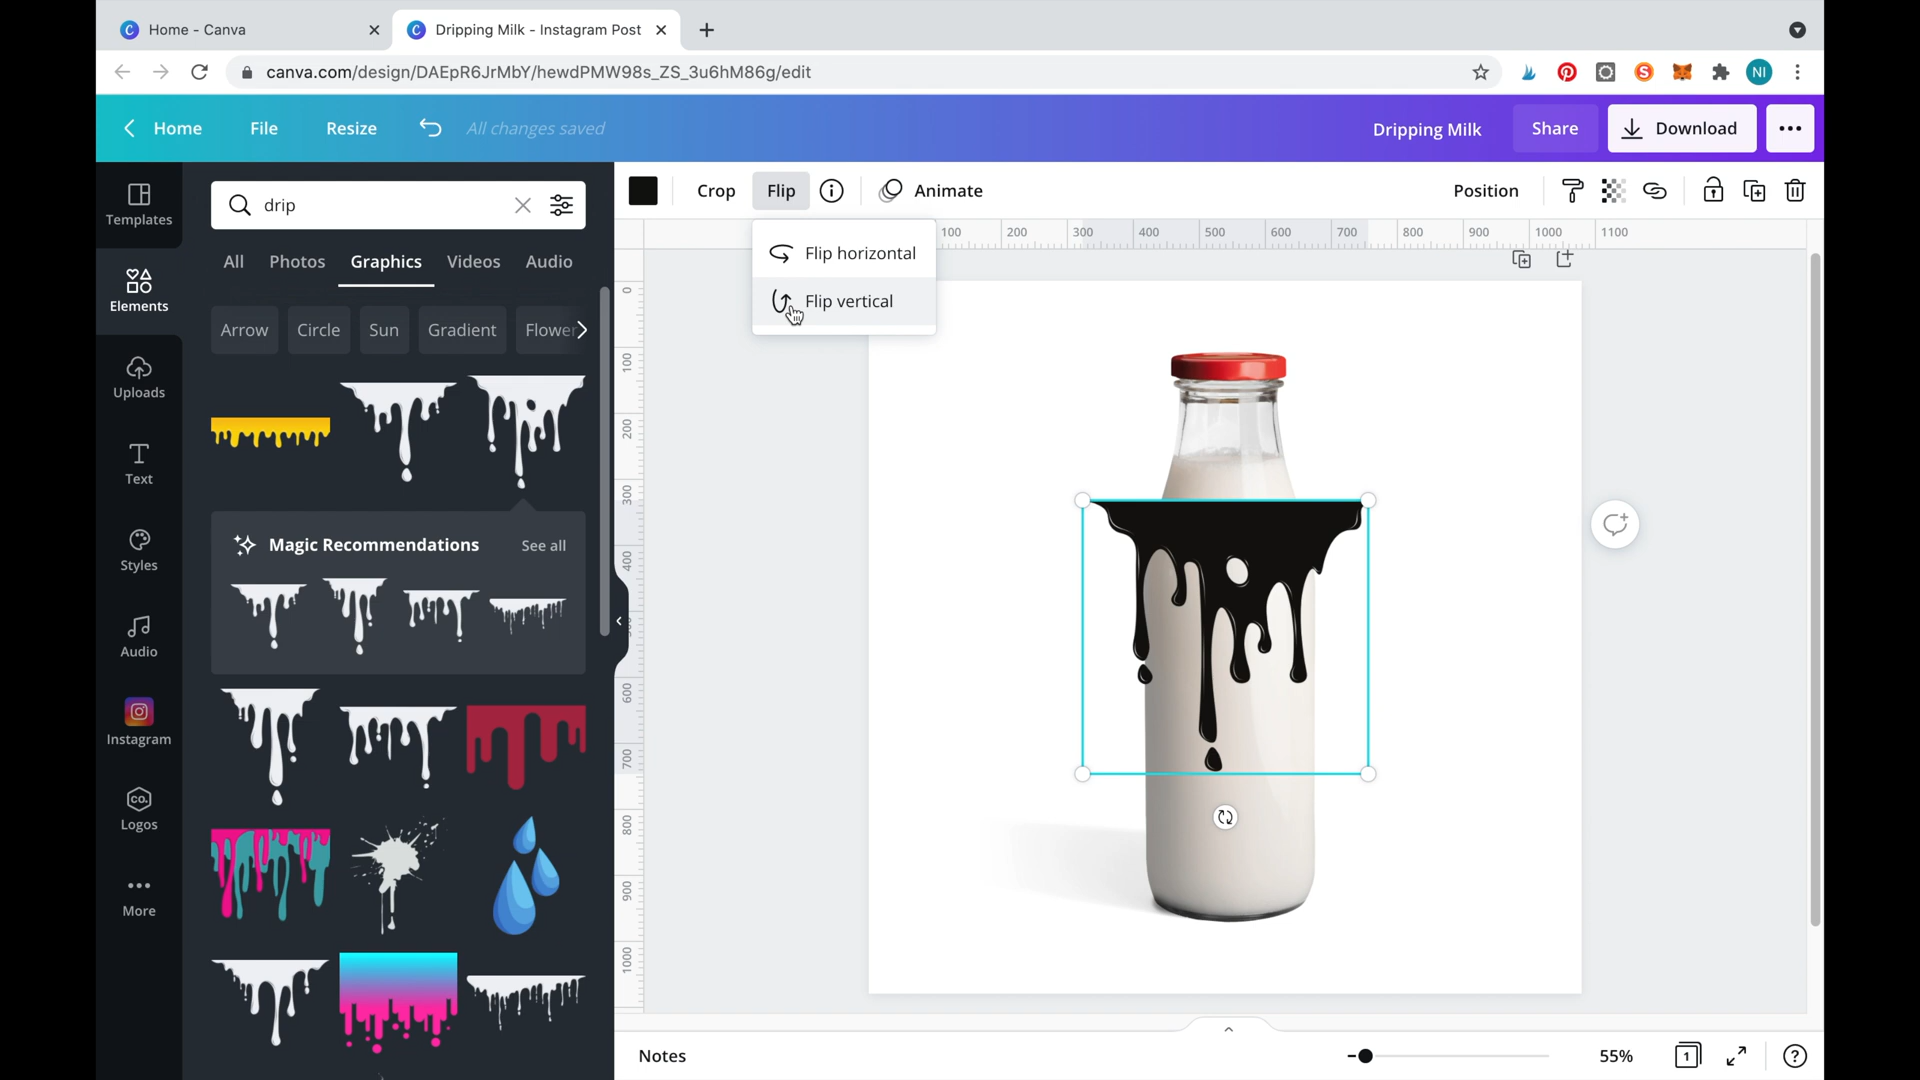 Home - Canva
Dripping Milk - Instagram Post
canva.com/design/DAEpR6JrMbY/hewdPMW98s_ZS_3u6hM86g/edit
NI
Home File Resize All changes saved Dripping Milk Share Download
Templates
Elements
Uploads
Text
Styles
Audio
Instagram
CO.
Logos
More
drip
All Photos Graphics Videos Audio
Arrow Circle Sun Gradient Flower
Magic Recommendations See all
Crop Flip Animate Position
Flip horizontal
Flip vertical
100 200 300 400 500 600 700 800 900 1000 1100
0
100
200
300
400
600
700
800
900
1000
Notes 55% 1